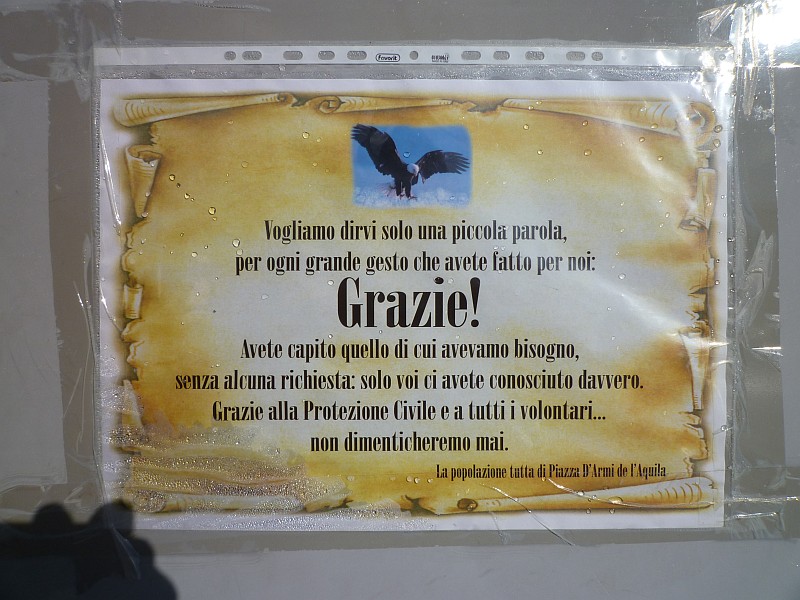 Favorit
Vogliamo dirvi solo una piccola parola,
per ogni grande gesto che avete fatto per noi:
Grazie!
Avete capito quello di cui avevamo bisogno,
senza alcuna richiesta: solo voi ci avete conosciuto davvero.
Grazie alla Protezione Civile e a tutti i volontari...
non dimenticheremo mai.
La popolazione tutta di Piazza D'Armi de l'Aquila